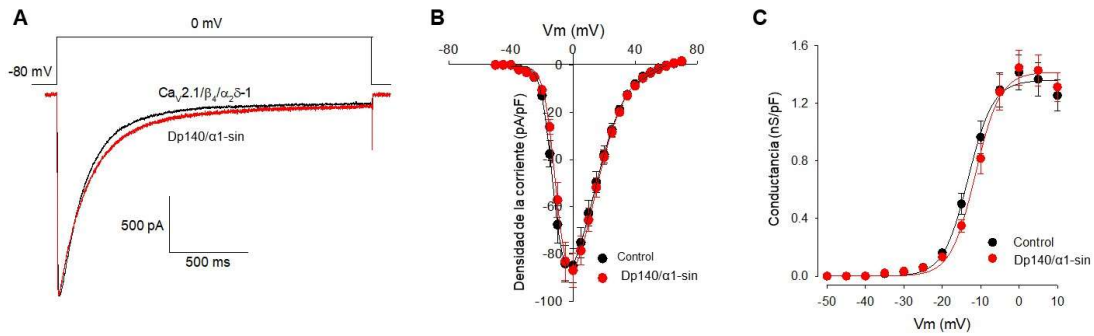 A
0 mV
-80 mV
CaV2.1/β4/α2δ-1
Dp140/α1-sin
500 pA
500 ms
B
Vm (mV)
-80 -40 0 40 80
0
-20
-40
-60
-80
-100
Densidad de la corriente (pA/pF)
Control
Dp140/α1-sin
C
1.6
1.2
0.8
0.4
0.0
Conductancia (nS/pF)
Control
Dp140/α1-sin
-50 -40 -30 -20 -10 0 10
Vm (mV)